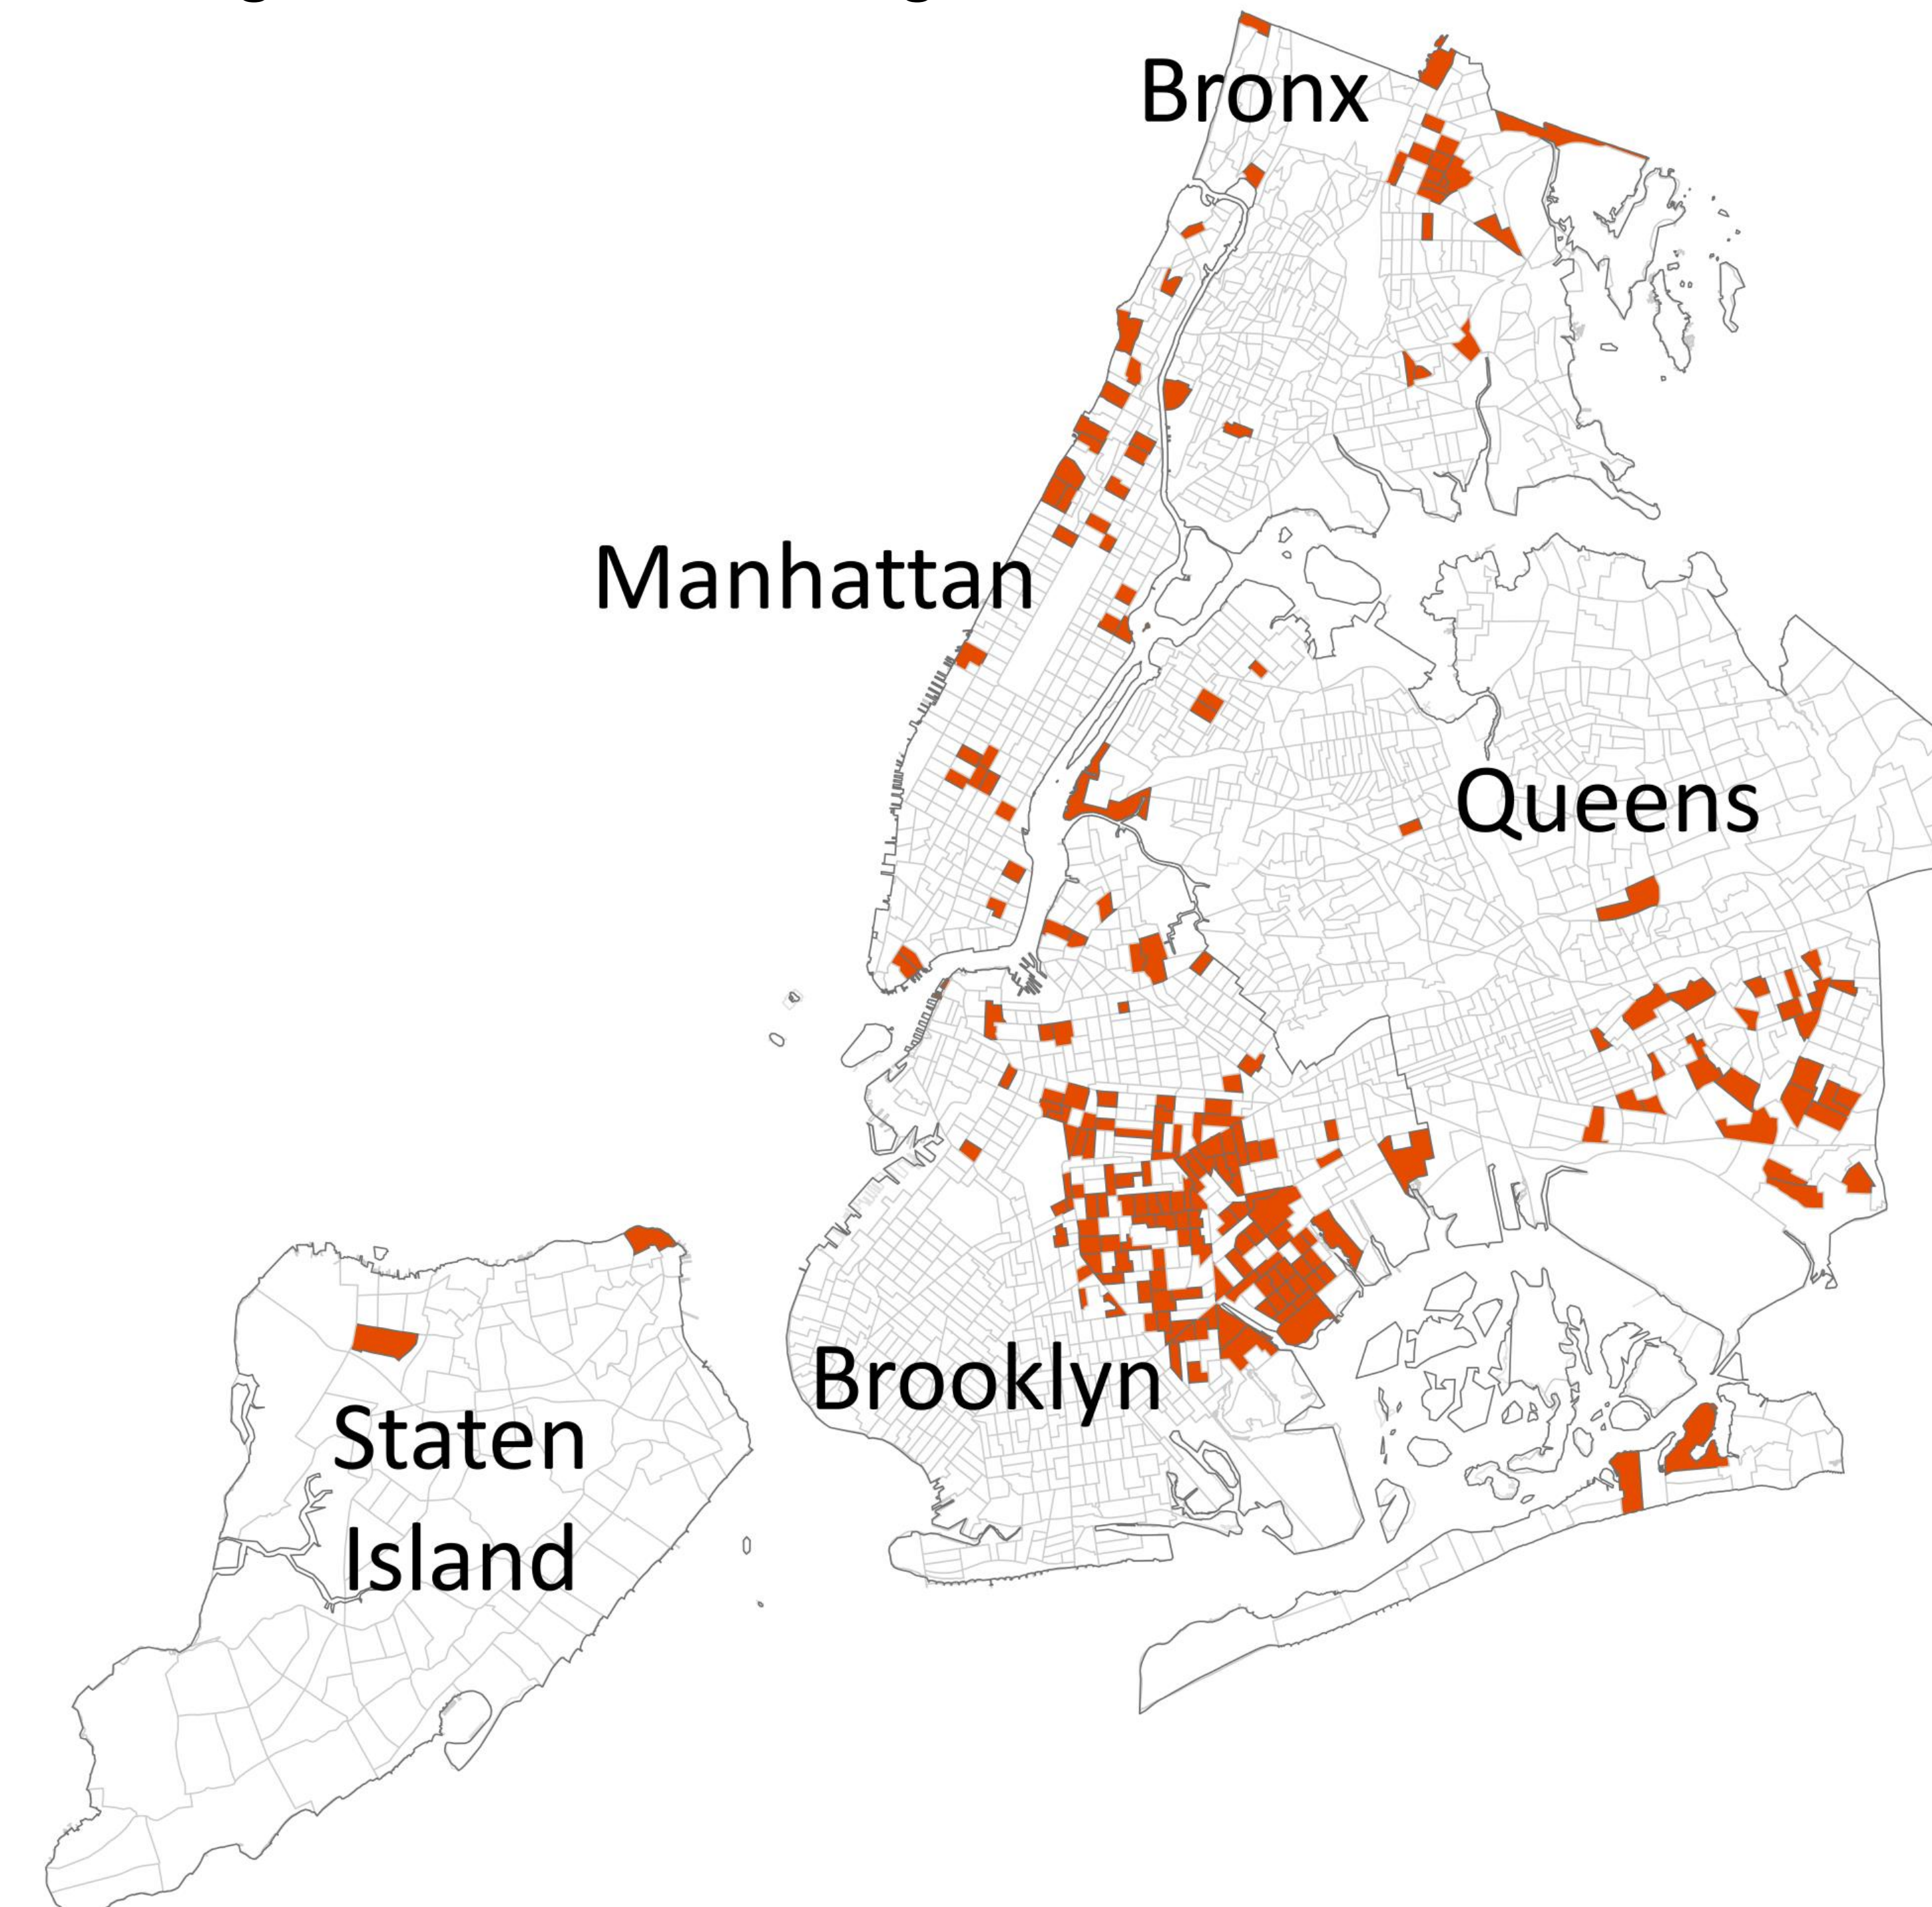 Bronx
Manhattan
Queens
Brooklyn
Staten
Island